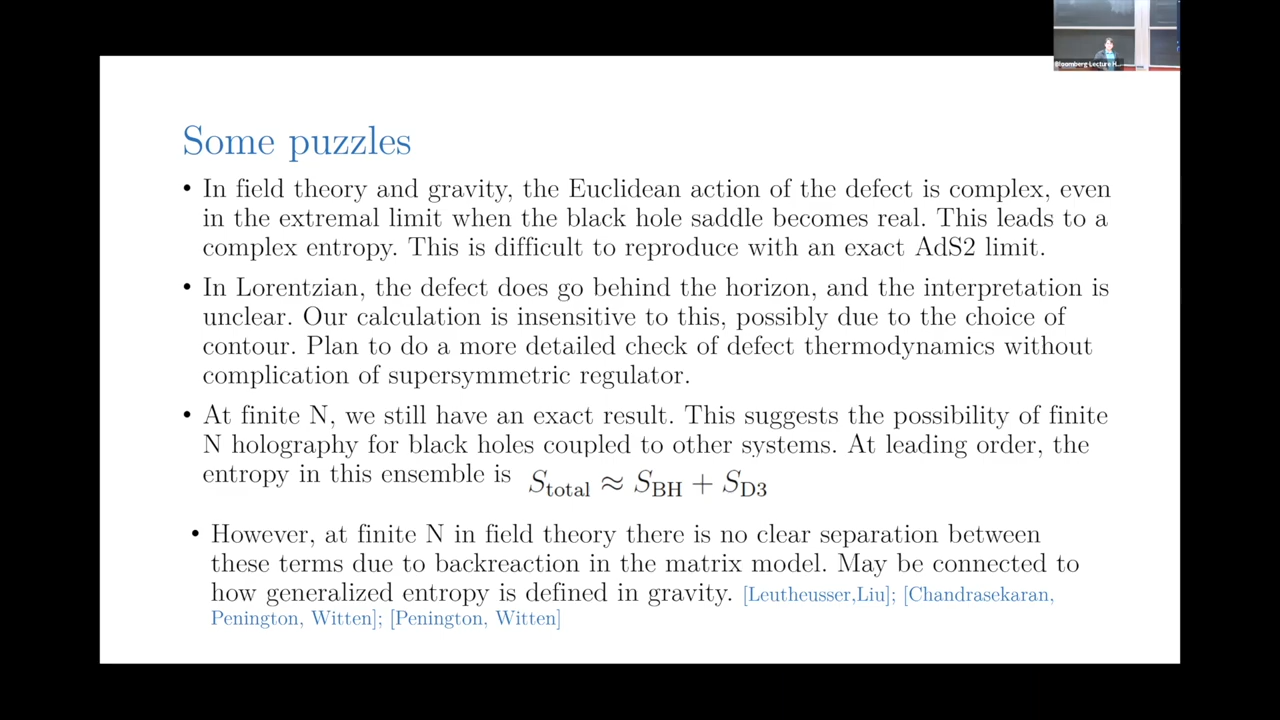 Bloomberg Lecture H...
Some puzzles
• In field theory and gravity, the Euclidean action of the defect is complex, even
in the extremal limit when the black hole saddle becomes real. This leads to a
complex entropy. This is difficult to reproduce with an exact AdS2 limit.
• In Lorentzian, the defect does go behind the horizon, and the interpretation is
unclear. Our calculation is insensitive to this, possibly due to the choice of
contour. Plan to do a more detailed check of defect thermodynamics without
complication of supersymmetric regulator.
• At finite N, we still have an exact result. This suggests the possibility of finite
N holography for black holes coupled to other systems. At leading order, the
entropy in this ensemble is S_total ≈ S_BH + S_D3
• However, at finite N in field theory there is no clear separation between
these terms due to backreaction in the matrix model. May be connected to
how generalized entropy is defined in gravity. [Leutheusser,Liu]; [Chandrasekaran,
Penington, Witten]; [Penington, Witten]